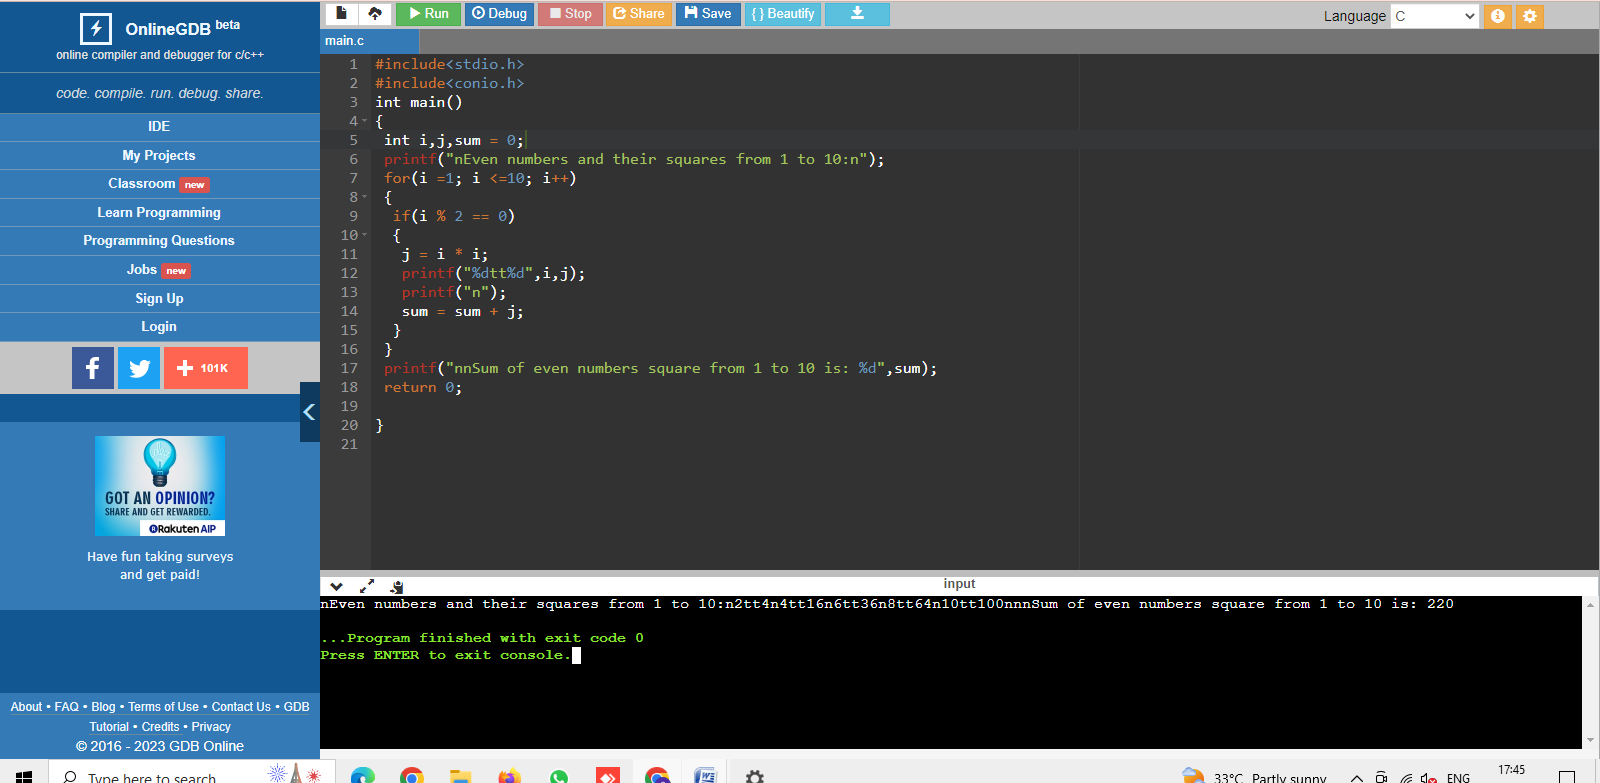 OnlineGDB beta
online compiler and debugger for c/c++
code. compile. run. debug. share.
IDE
My Projects
Classroom new
Learn Programming
Programming Questions
Jobs new
Sign Up
Login
f
101K
GOT AN OPINION?
SHARE AND GET REWARDED.
Rakuten AIP
Have fun taking surveys
and get paid!
About • FAQ • Blog • Terms of Use • Contact Us • GDB
Tutorial • Credits • Privacy
© 2016 - 2023 GDB Online
Run Debug Stop Share Save { } Beautify
Language C
main.c
1 #include<stdio.h>
2 #include<conio.h>
3 int main()
4 {
5 int i,j,sum = 0;
6 printf("nEven numbers and their squares from 1 to 10:n");
7 for(i =1; i <=10; i++)
8 {
9 if(i % 2 == 0)
10 {
11 j = i * i;
12 printf("%dtt%d",i,j);
13 printf("n");
14 sum = sum + j;
15 }
16 }
17 printf("nnSum of even numbers square from 1 to 10 is: %d",sum);
18 return 0;
19
20 }
21
input
nEven numbers and their squares from 1 to 10:n2tt4n4tt16n6tt36n8tt64n10tt100nnnSum of even numbers square from 1 to 10 is: 220
...Program finished with exit code 0
Press ENTER to exit console.
Type here to search
33°C Partly sunny
ENG
17:45